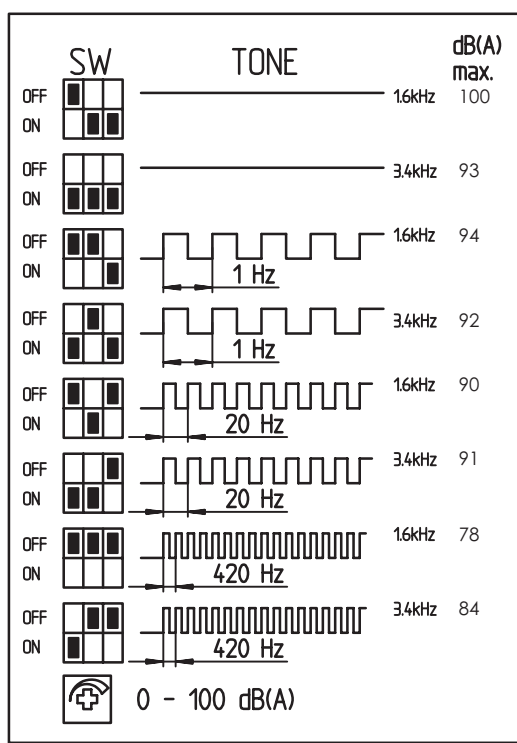 SW TONE dB(A)
max.
OFF 1.6kHz 100
ON
OFF 3.4kHz 93
ON
OFF 1.6kHz 94
ON 1 Hz
OFF 3.4kHz 92
ON 1 Hz
OFF 1.6kHz 90
ON 20 Hz
OFF 3.4kHz 91
ON 20 Hz
OFF 1.6kHz 78
ON 420 Hz
OFF 3.4kHz 84
ON 420 Hz
0 - 100 dB(A)